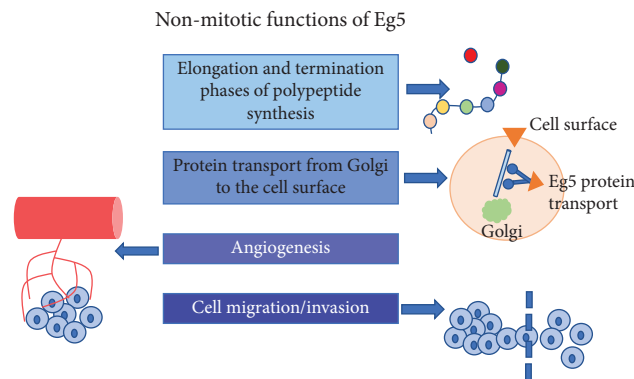 Non-mitotic functions of Eg5
Elongation and termination
phases of polypeptide
synthesis
Cell surface
Protein transport from Golgi
to the cell surface
Eg5 protein
transport
Golgi
Angiogenesis
Cell migration/invasion